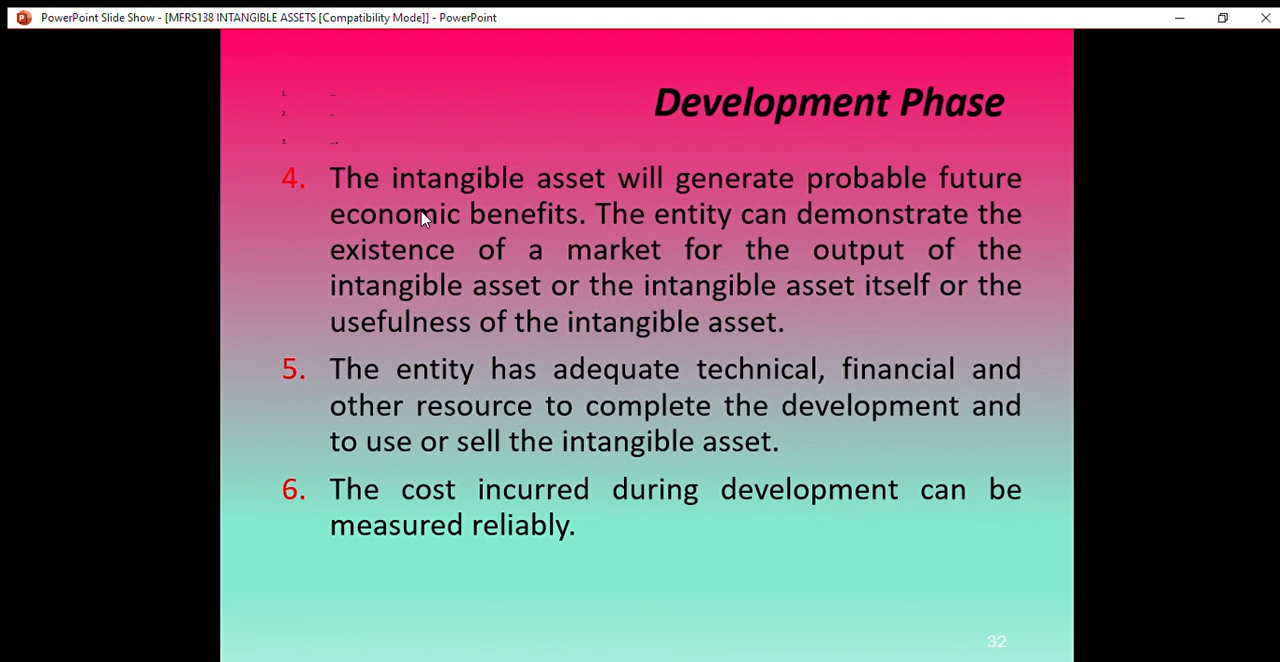 PowerPoint Slide Show - [MFRS138 INTANGIBLE ASSETS [Compatibility Mode]] - PowerPoint
Development Phase
1. ...
2. ..
3. ...
4. The intangible asset will generate probable future
economic benefits. The entity can demonstrate the
existence of a market for the output of the
intangible asset or the intangible asset itself or the
usefulness of the intangible asset.
5. The entity has adequate technical, financial and
other resource to complete the development and
to use or sell the intangible asset.
6. The cost incurred during development can be
measured reliably.
32